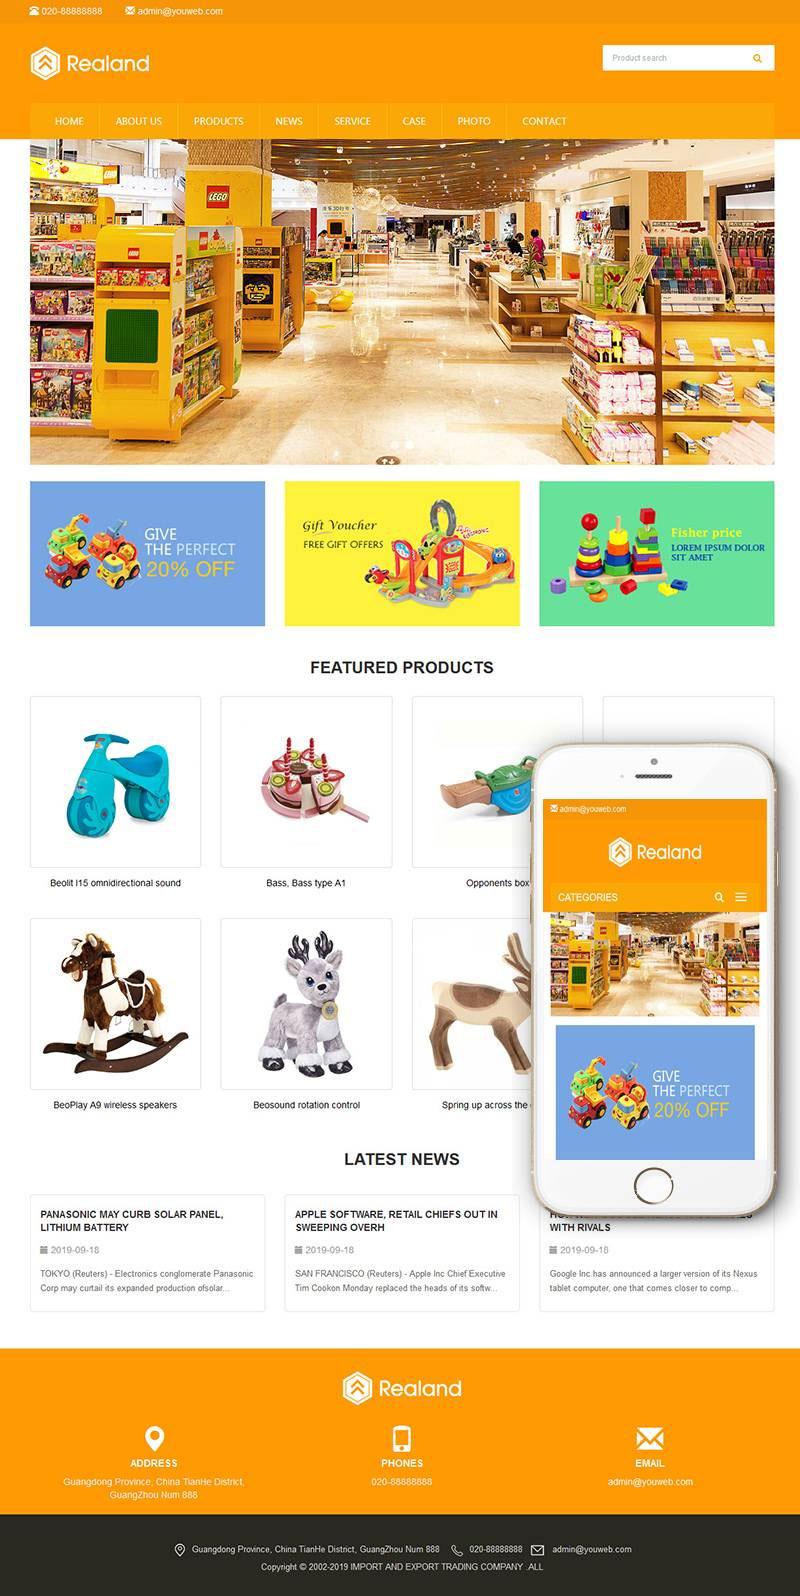 020-88888888 admin@youweb.com
Realand
Product search
HOME ABOUT US PRODUCTS NEWS SERVICE CASE PHOTO CONTACT
LEGO
GIVE
THE PERFECT
20% OFF
Gift Voucher
FREE GIFT OFFERS
Fisher price
LOREM IPSUM DOLOR
SIT AMET
FEATURED PRODUCTS
Beolit I15 omnidirectional sound
Bass, Bass type A1
Opponents box
BeoPlay A9 wireless speakers
Beosound rotation control
Spring up across the
admin@youweb.com
Realand
CATEGORIES
GIVE
THE PERFECT
20% OFF
LATEST NEWS
PANASONIC MAY CURB SOLAR PANEL,
LITHIUM BATTERY
2019-09-18
TOKYO (Reuters) - Electronics conglomerate Panasonic
Corp may curtail its expanded production ofsolar...
APPLE SOFTWARE, RETAIL CHIEFS OUT IN
SWEEPING OVERH
2019-09-18
SAN FRANCISCO (Reuters) - Apple Inc Chief Executive
Tim Cookon Monday replaced the heads of its softw...
WITH RIVALS
2019-09-18
Google Inc has announced a larger version of its Nexus
tablet computer, one that comes closer to comp...
Realand
ADDRESS
Guangdong Province, China TianHe District,
GuangZhou Num 888
PHONES
020-88888888
EMAIL
admin@youweb.com
Guangdong Province, China TianHe District, GuangZhou Num 888 020-88888888 admin@youweb.com
Copyright © 2002-2019 IMPORT AND EXPORT TRADING COMPANY .ALL